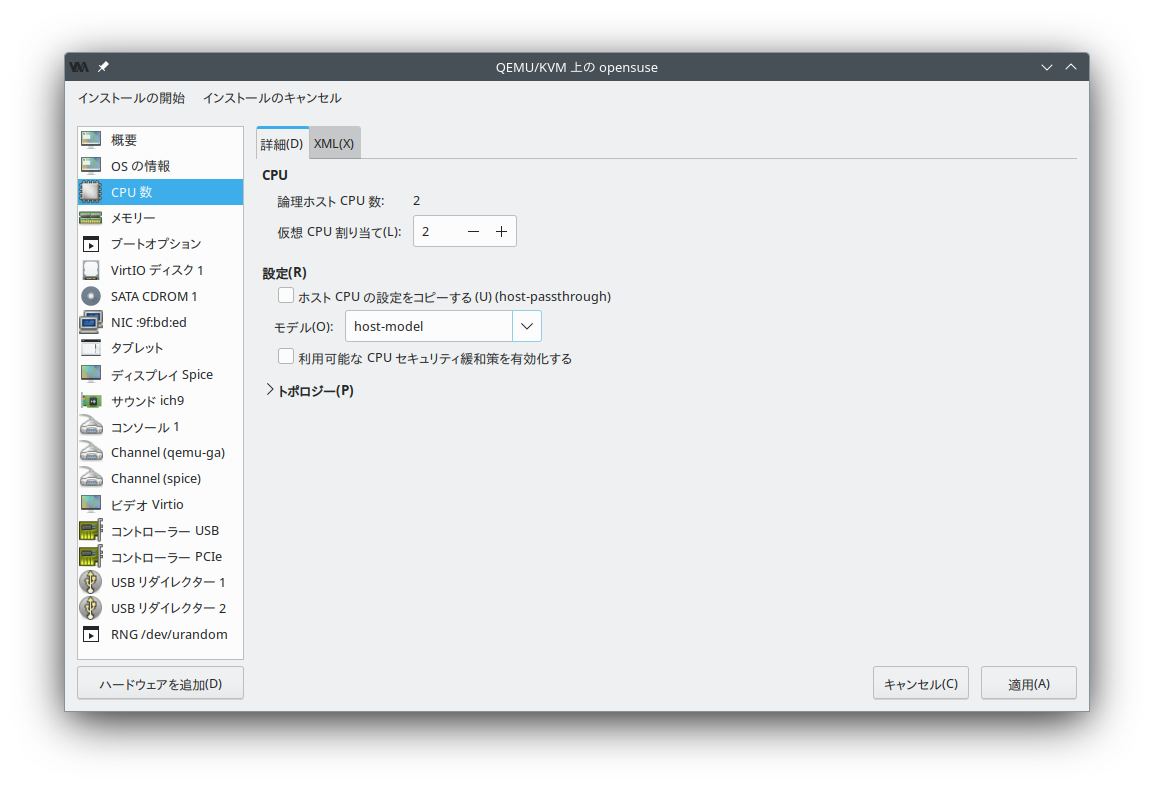 QEMU/KVM 上の opensuse
インストールの開始 インストールのキャンセル
概要
OS の情報
CPU 数
メモリー
ブートオプション
VirtIO ディスク 1
SATA CDROM 1
NIC :9f:bd:ed
タブレット
ディスプレイ Spice
サウンド ich9
コンソール 1
Channel (qemu-ga)
Channel (spice)
ビデオ Virtio
コントローラー USB
コントローラー PCIe
USB リダイレクター 1
USB リダイレクター 2
RNG /dev/urandom
ハードウェアを追加(D)
詳細(D) XML(X)
CPU
論理ホスト CPU 数: 2
仮想 CPU 割り当て(L): 2
設定(R)
ホスト CPU の設定をコピーする (U) (host-passthrough)
モデル(O): host-model
利用可能な CPU セキュリティ緩和策を有効化する
トポロジー(P)
キャンセル(C) 適用(A)